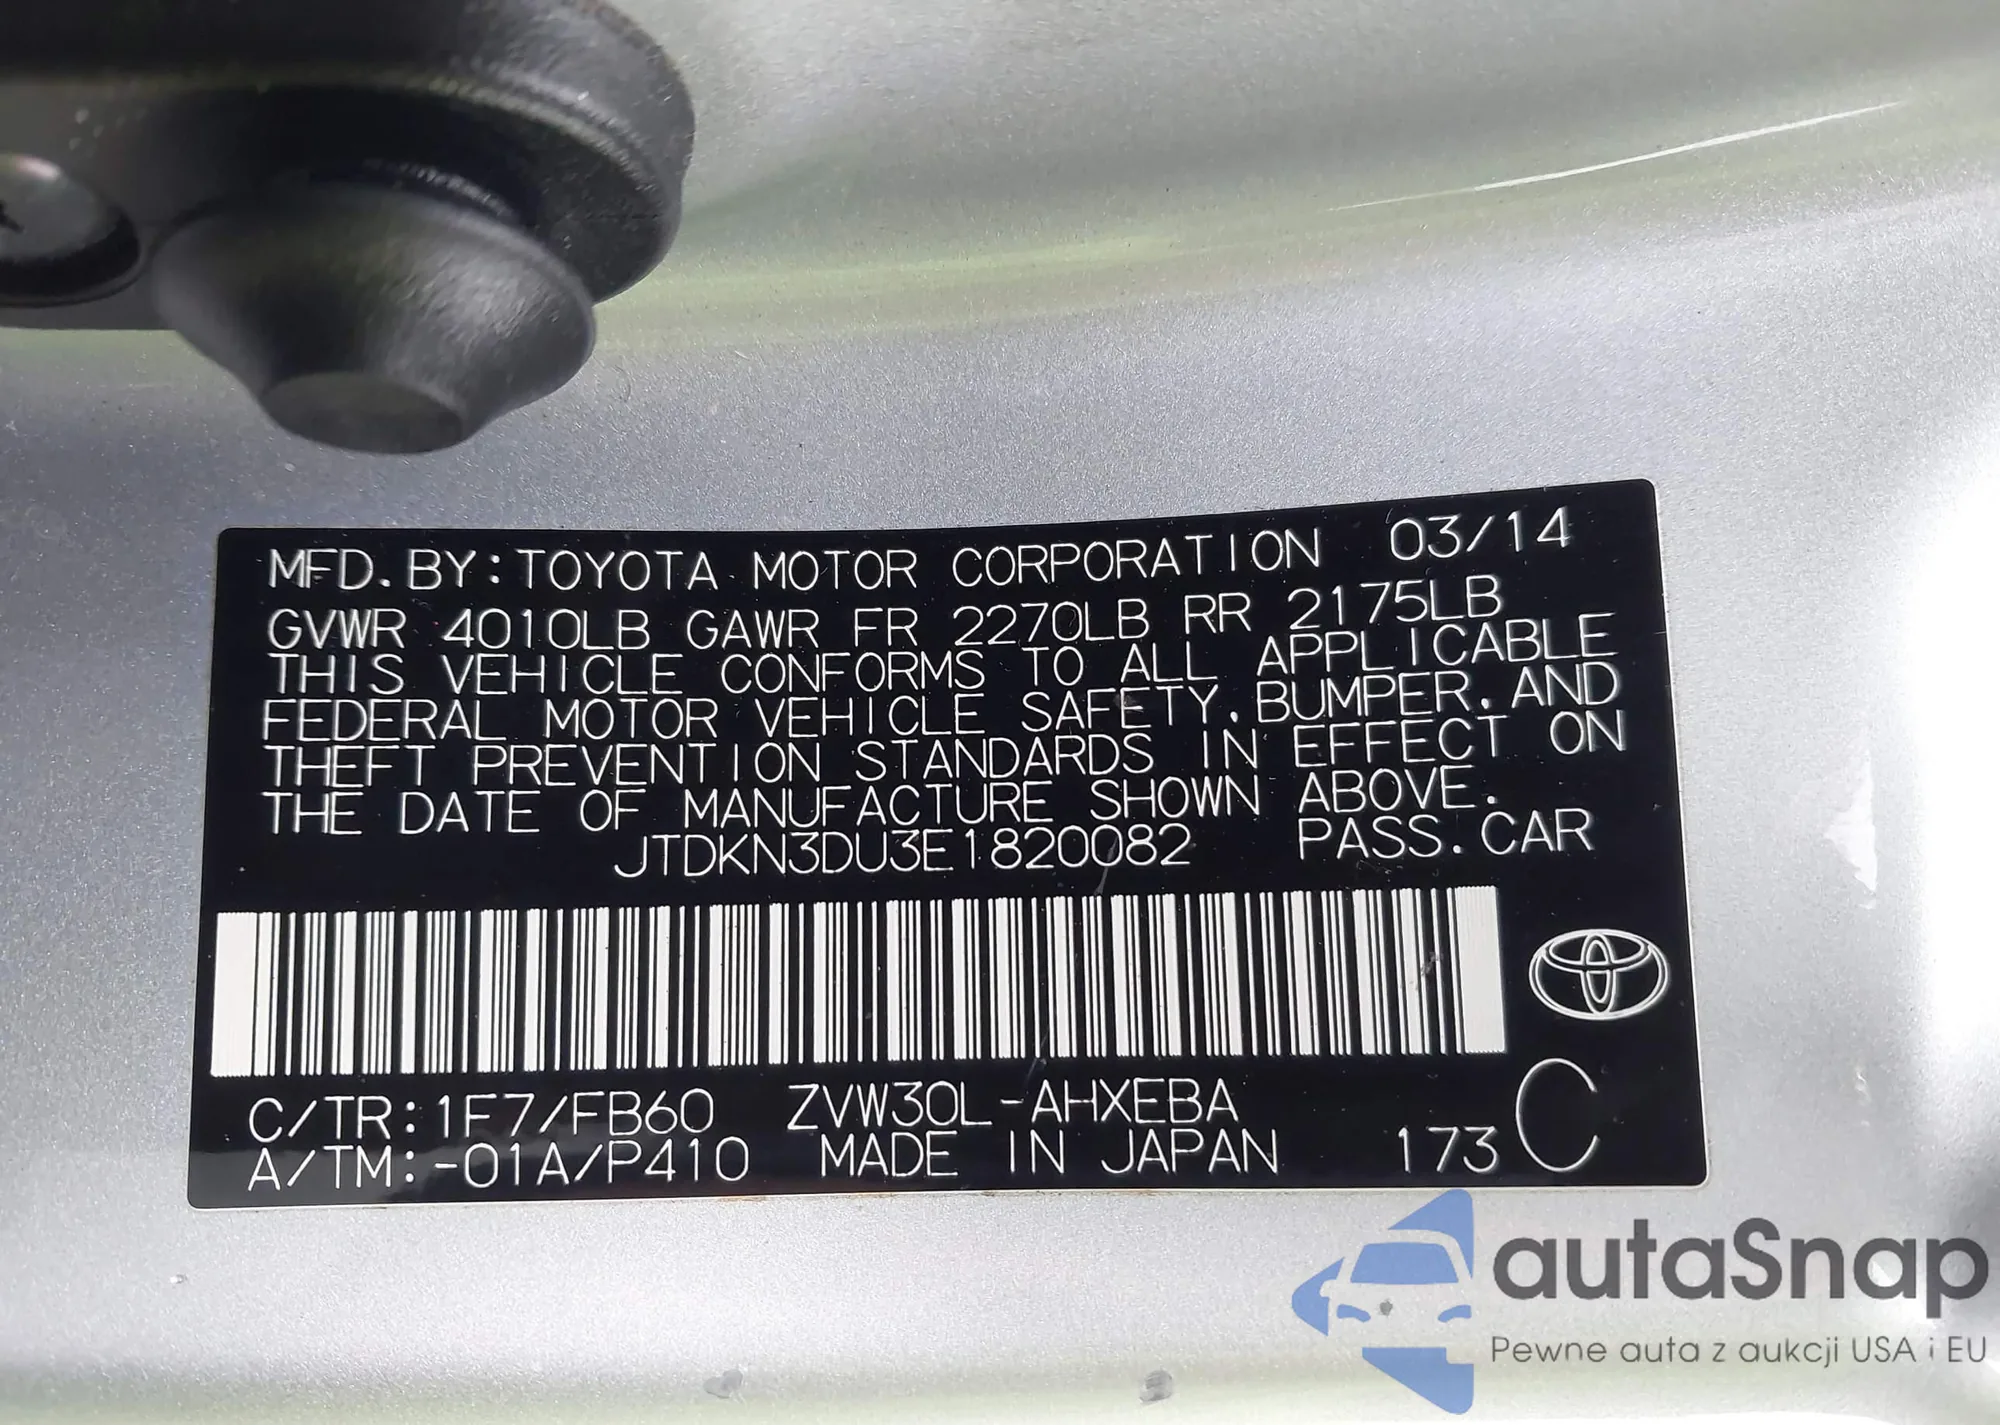 MFD. BY: TOYOTA MOTOR CORPORATION 03/14
GVWR 4010LB GAWR FR 2270LB RR 2175LB
THIS VEHICLE CONFORMS TO ALL APPLICABLE
FEDERAL MOTOR VEHICLE SAFETY. BUMPER. AND
THEFT PREVENTION STANDARDS IN EFFECT ON
THE DATE OF MANUFACTURE SHOWN ABOVE.
JTDKN3DU3E1820082 PASS. CAR
C/TR: 1F7/FB60 ZVW30L-AHXEBA
A/TM: -01A/P410 MADE IN JAPAN 173 C
autaSnap
Pewne auta z aukcji USA i EU